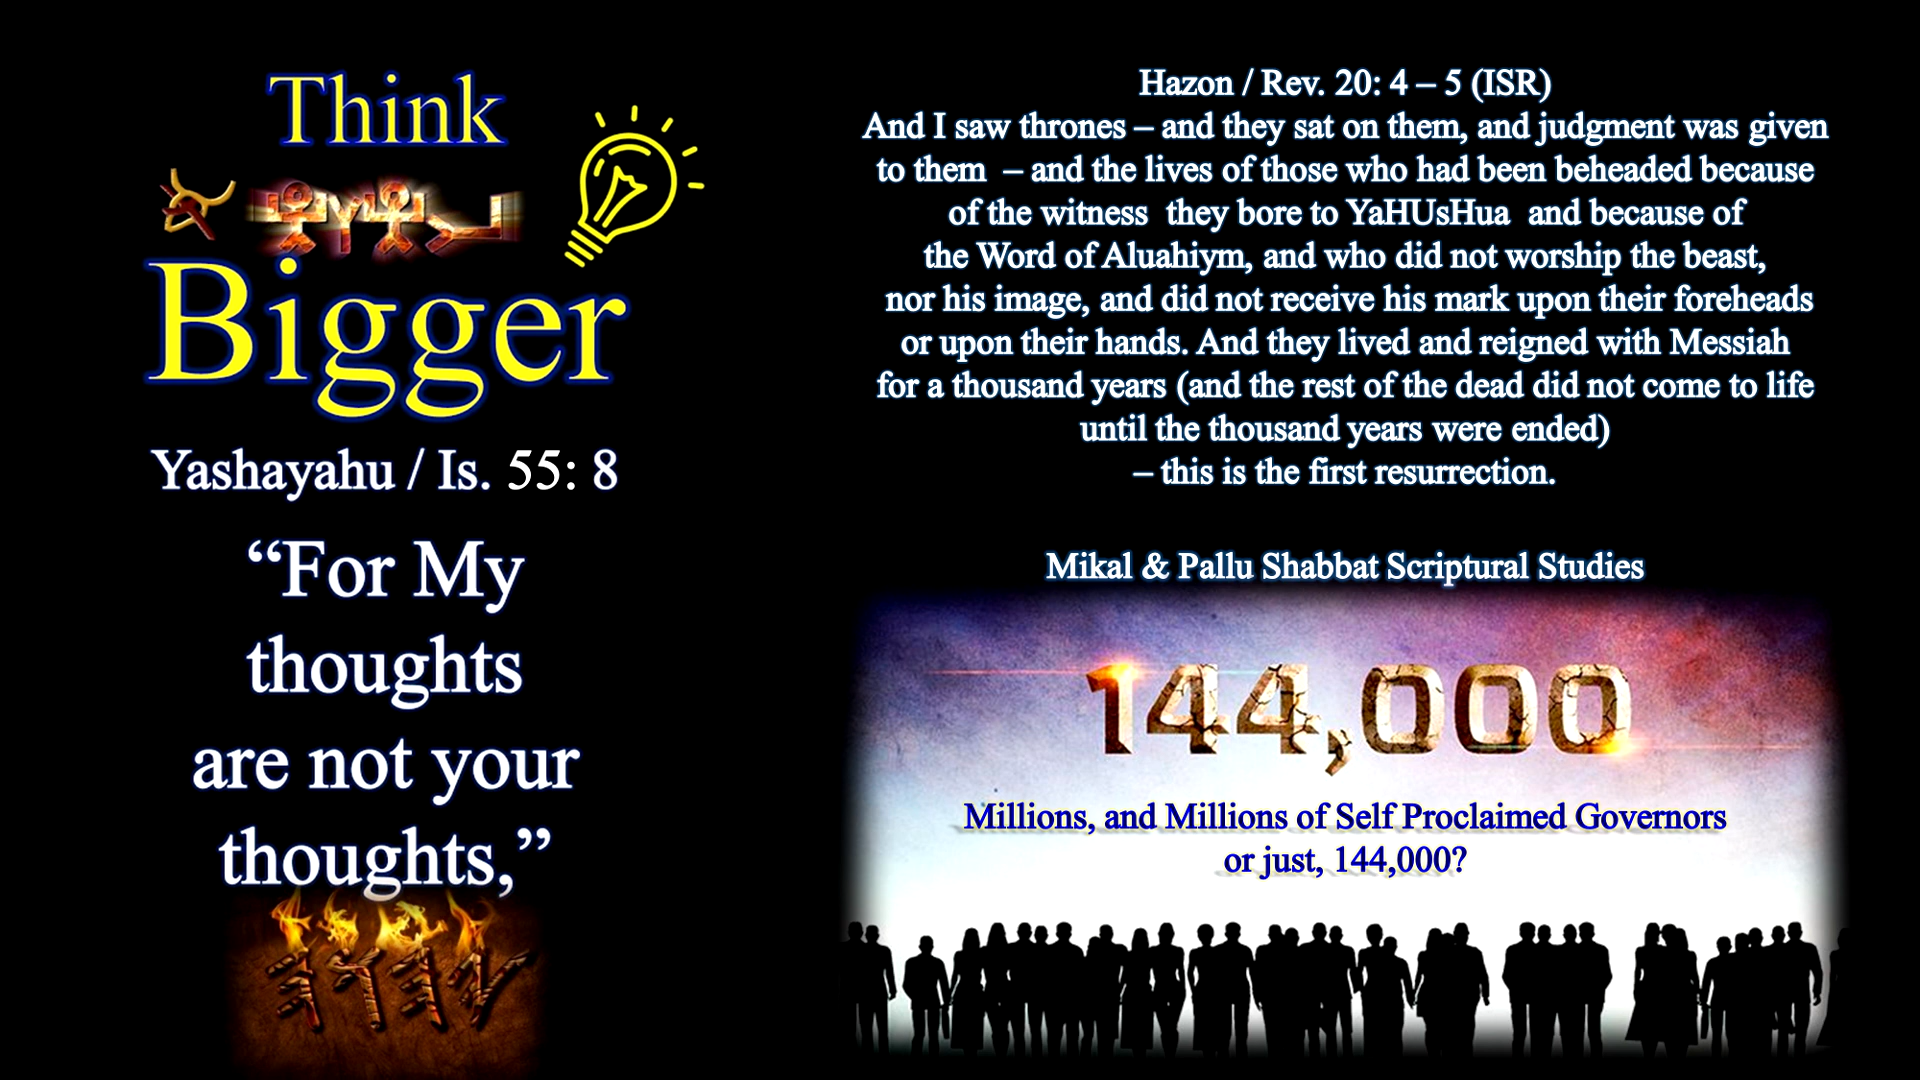 Think
Bigger
Yashayahu / Is. 55: 8
“For My
thoughts
are not your
thoughts,”
𐤉𐤄𐤅𐤄
Hazon / Rev. 20: 4 – 5 (ISR)
And I saw thrones – and they sat on them, and judgment was given
to them – and the lives of those who had been beheaded because
of the witness they bore to YaHUsHua and because of
the Word of Aluahiym, and who did not worship the beast,
nor his image, and did not receive his mark upon their foreheads
or upon their hands. And they lived and reigned with Messiah
for a thousand years (and the rest of the dead did not come to life
until the thousand years were ended)
– this is the first resurrection.
Mikal & Pallu Shabbat Scriptural Studies
144,000
Millions, and Millions of Self Proclaimed Governors
or just, 144,000?